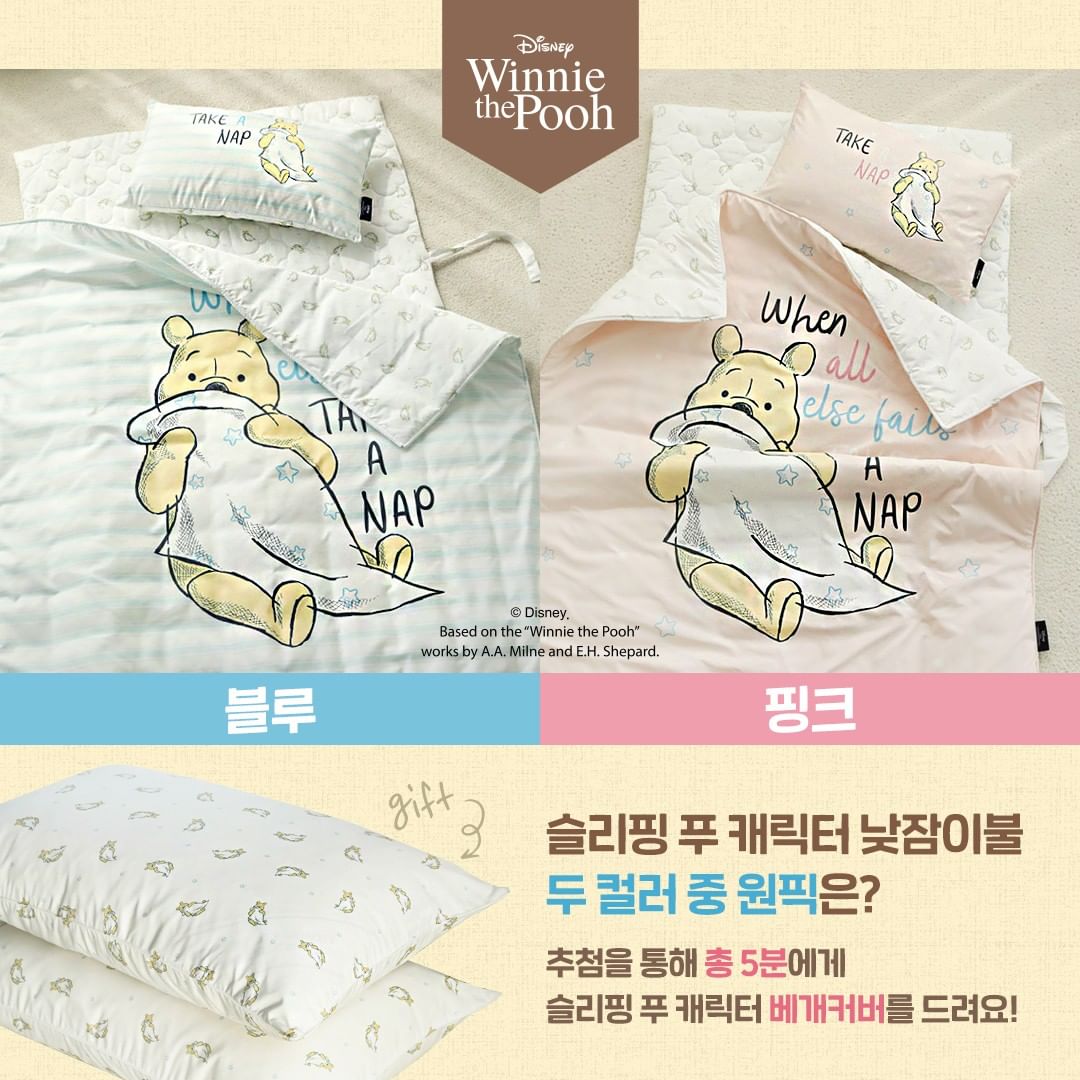 Disney
Winnie
the Pooh
TAKE A
NAP
TAKE
NAP
else
A
NAP
When
all
else fails
A
NAP
© Disney.
Based on the “Winnie the Pooh”
works by A.A. Milne and E.H. Shepard.
블루
핑크
gift
슬리핑 푸 캐릭터 낮잠이불
두 컬러 중 원픽은?
추첨을 통해 총 5분에게
슬리핑 푸 캐릭터 베개커버를 드려요!